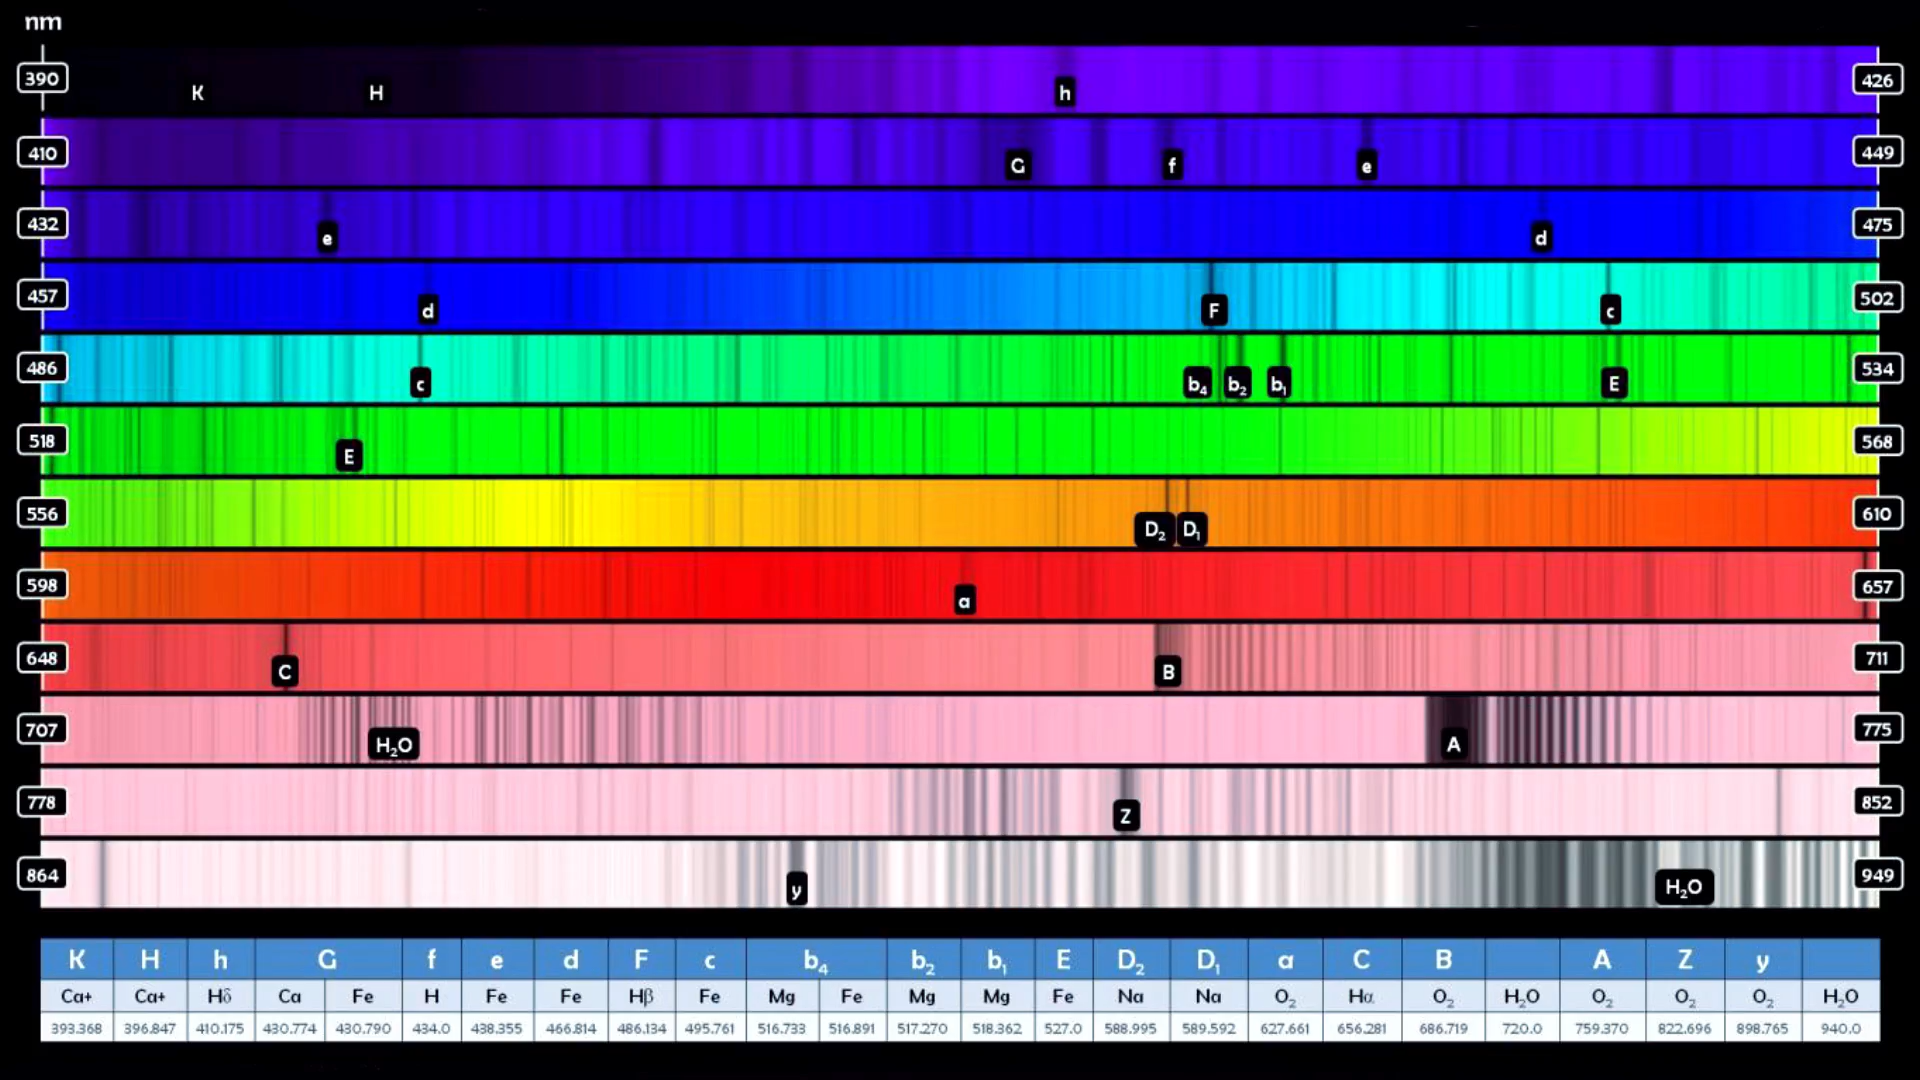 nm
390 K H h 426
410 G f e 449
432 e d 475
457 d F c 502
486 c b₄ b₂ b₁ E 534
518 E 568
556 D₂ D₁ 610
598 a 657
648 C B 711
707 H₂O A 775
778 Z 852
864 y H₂O 949
K H h G f e d F c b₄ b₂ b₁ E D₂ D₁ a C B A Z y
Ca+ Ca+ Hδ Ca Fe H Fe Fe Hβ Fe Mg Fe Mg Mg Fe Na Na O₂ Hα O₂ H₂O O₂ O₂ O₂ H₂O
393.368 396.847 410.175 430.774 430.790 434.0 438.355 466.814 486.134 495.761 516.733 516.891 517.270 518.362 527.0 588.995 589.592 627.661 656.281 686.719 720.0 759.370 822.696 898.765 940.0